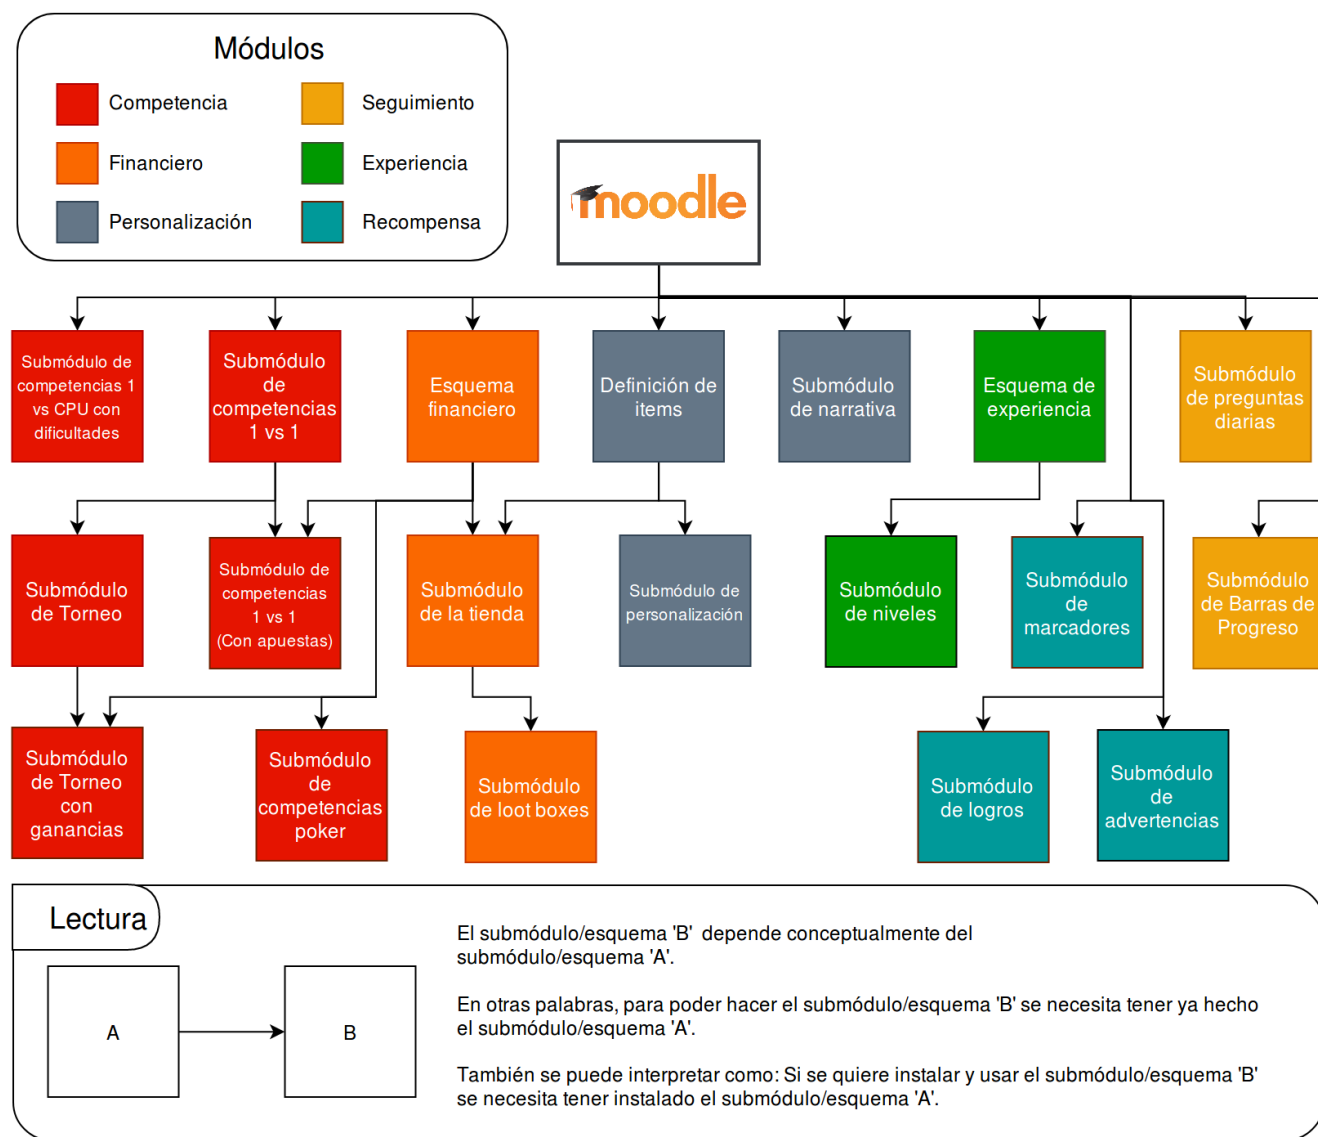 Módulos
Competencia
Seguimiento
Financiero
Experiencia
Personalización
Recompensa
moodle
Submódulo de
competencias 1
vs CPU con
dificultades
Submódulo
de
competencias
1 vs 1
Esquema
financiero
Definición de
items
Submódulo
de narrativa
Esquema de
experiencia
Submódulo
de preguntas
diarias
Submódulo
de Torneo
Submódulo de
competencias
1 vs 1
(Con apuestas)
Submódulo
de la tienda
Submódulo de
personalización
Submódulo
de niveles
Submódulo
de
marcadores
Submódulo
de Barras de
Progreso
Submódulo
de Torneo
con
ganancias
Submódulo
de
competencias
poker
Submódulo
de loot boxes
Submódulo
de logros
Submódulo
de
advertencias
Lectura
A
B
El submódulo/esquema 'B' depende conceptualmente del
submódulo/esquema 'A'.
En otras palabras, para poder hacer el submódulo/esquema 'B' se necesita tener ya hecho
el submódulo/esquema 'A'.
También se puede interpretar como: Si se quiere instalar y usar el submódulo/esquema 'B'
se necesita tener instalado el submódulo/esquema 'A'.